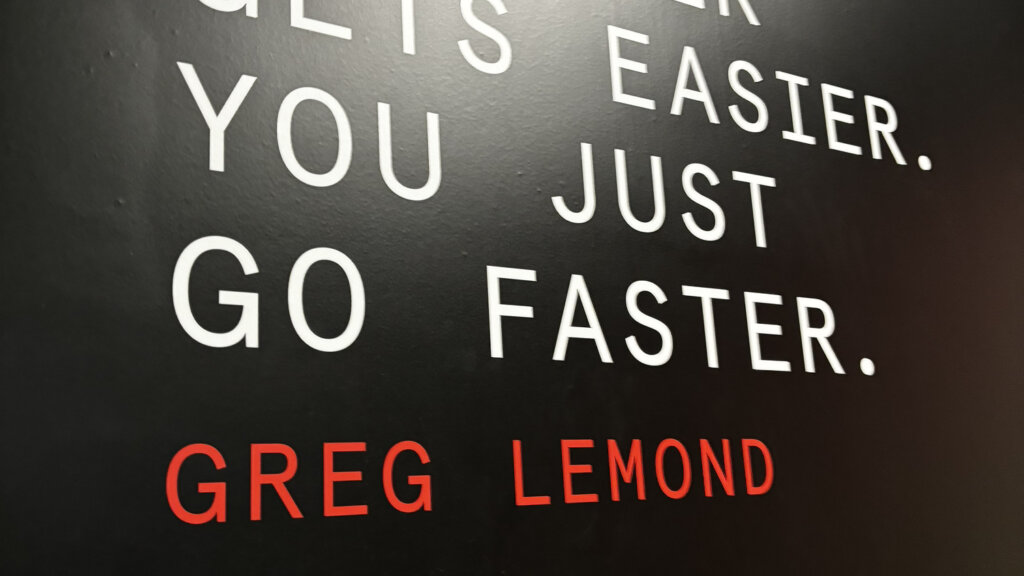 GETS EASIER.
YOU JUST
GO FASTER.
GREG LEMOND